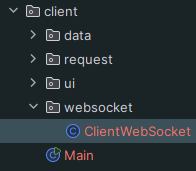 client
data
request
ui
websocket
ClientWebSocket
Main